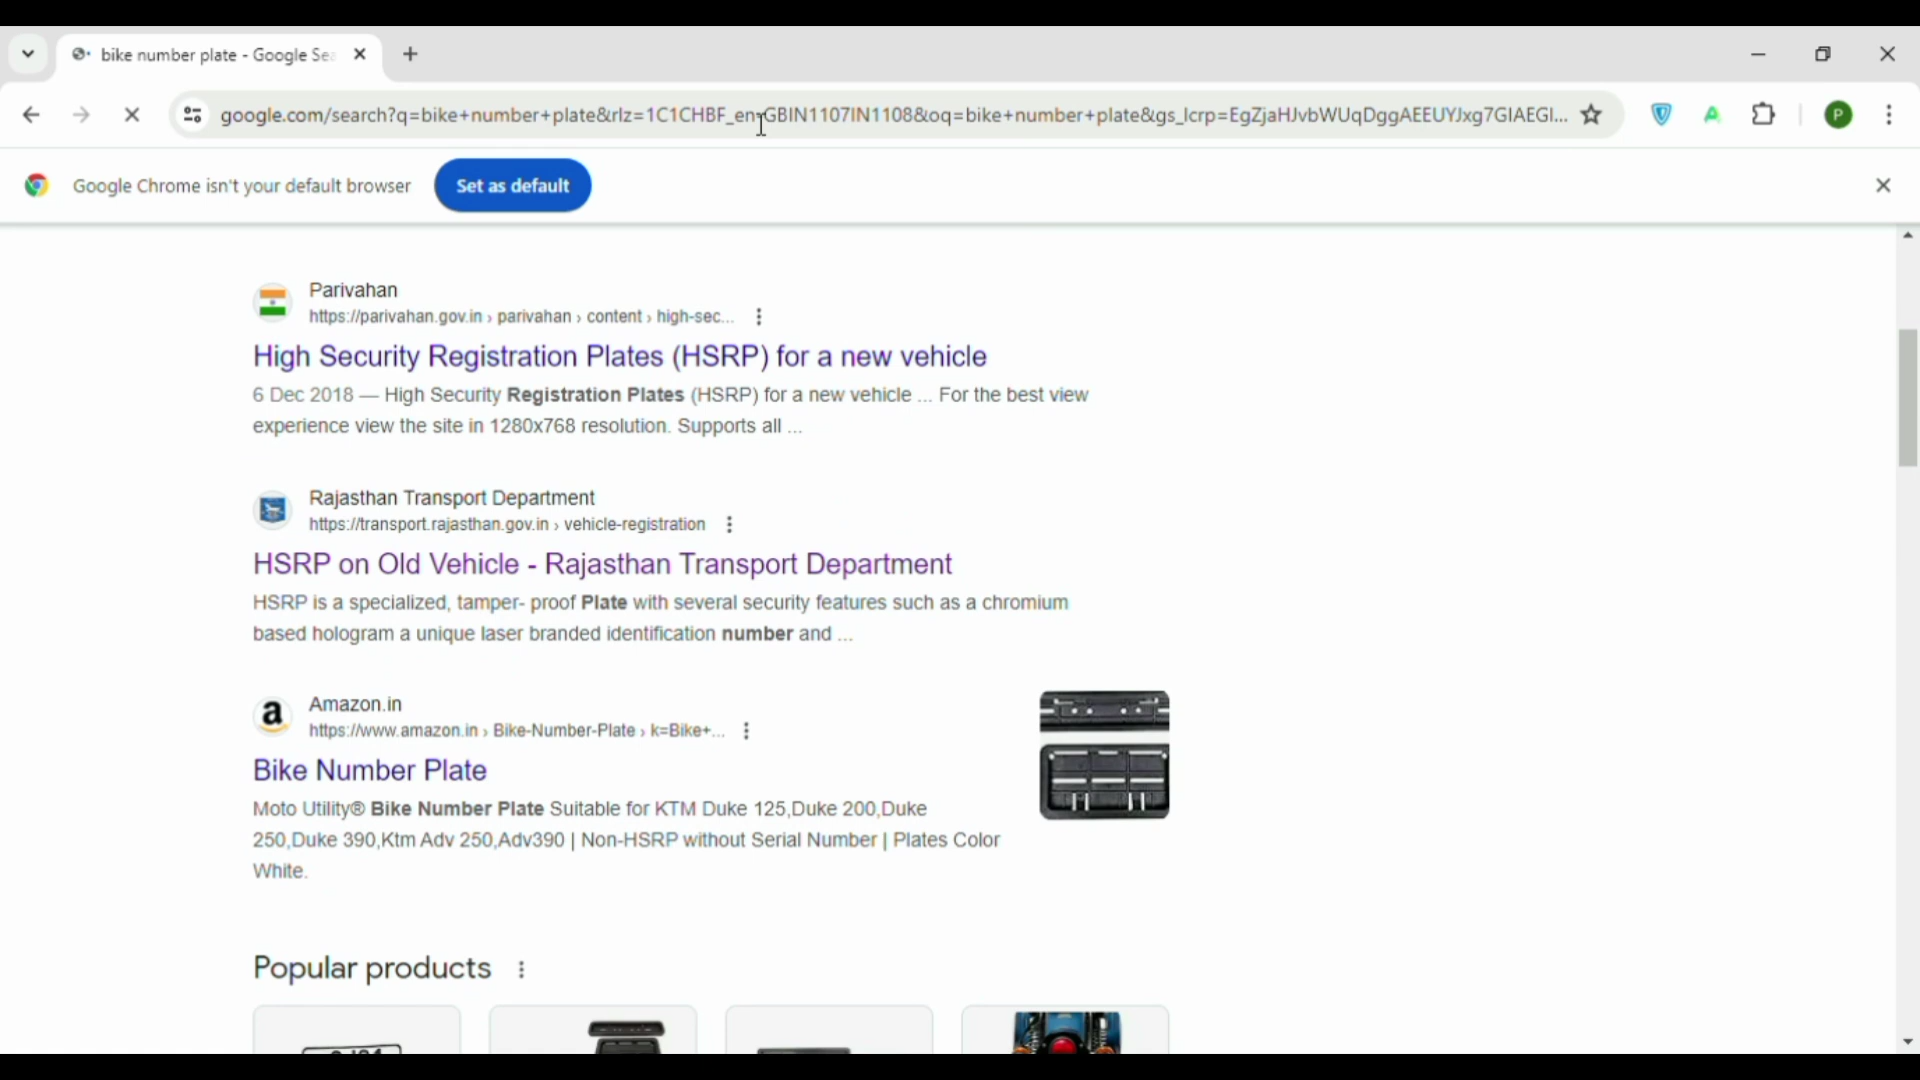 bike number plate - Google Sea
google.com/search?q=bike+number+plate&rlz=1C1CHBF_en-GBIN1107IN1108&oq=bike+number+plate&gs_lcrp=EgZjaHJvbWUqDggAEEUYJxg7GIAEGI...
P
Google Chrome isn't your default browser
Set as default
Parivahan
https://parivahan.gov.in › parivahan › content › high-sec...
High Security Registration Plates (HSRP) for a new vehicle
6 Dec 2018 — High Security Registration Plates (HSRP) for a new vehicle ... For the best view
experience view the site in 1280x768 resolution. Supports all ...
Rajasthan Transport Department
https://transport.rajasthan.gov.in › vehicle-registration
HSRP on Old Vehicle - Rajasthan Transport Department
HSRP is a specialized, tamper- proof Plate with several security features such as a chromium
based hologram a unique laser branded identification number and ...
Amazon.in
https://www.amazon.in › Bike-Number-Plate › k=Bike+...
Bike Number Plate
Moto Utility® Bike Number Plate Suitable for KTM Duke 125,Duke 200,Duke
250,Duke 390,Ktm Adv 250,Adv390 | Non-HSRP without Serial Number | Plates Color
White.
Popular products